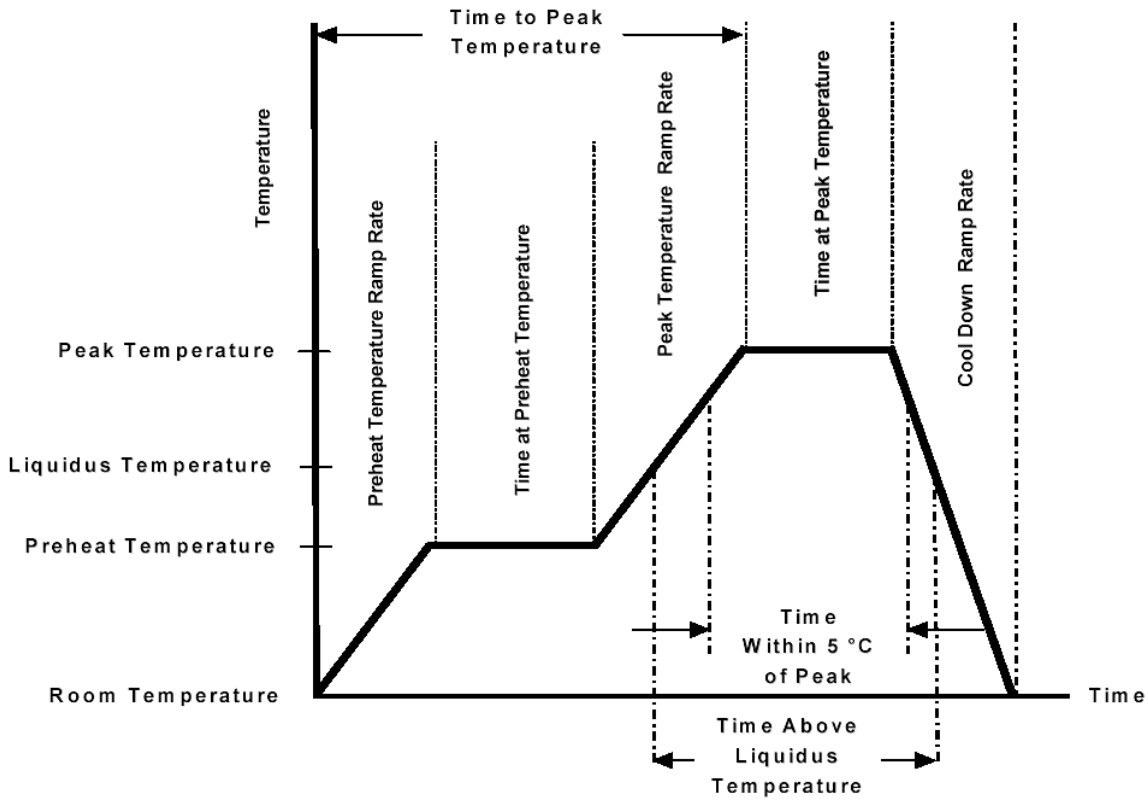 Time to Peak
Temperature
Temperature
Preheat Temperature Ramp Rate
Time at Preheat Temperature
Peak Temperature Ramp Rate
Time at Peak Temperature
Cool Down Ramp Rate
Peak Temperature
Liquidus Temperature
Preheat Temperature
Room Temperature
Time
Within 5 °C
of Peak
Time
Time Above
Liquidus
Temperature